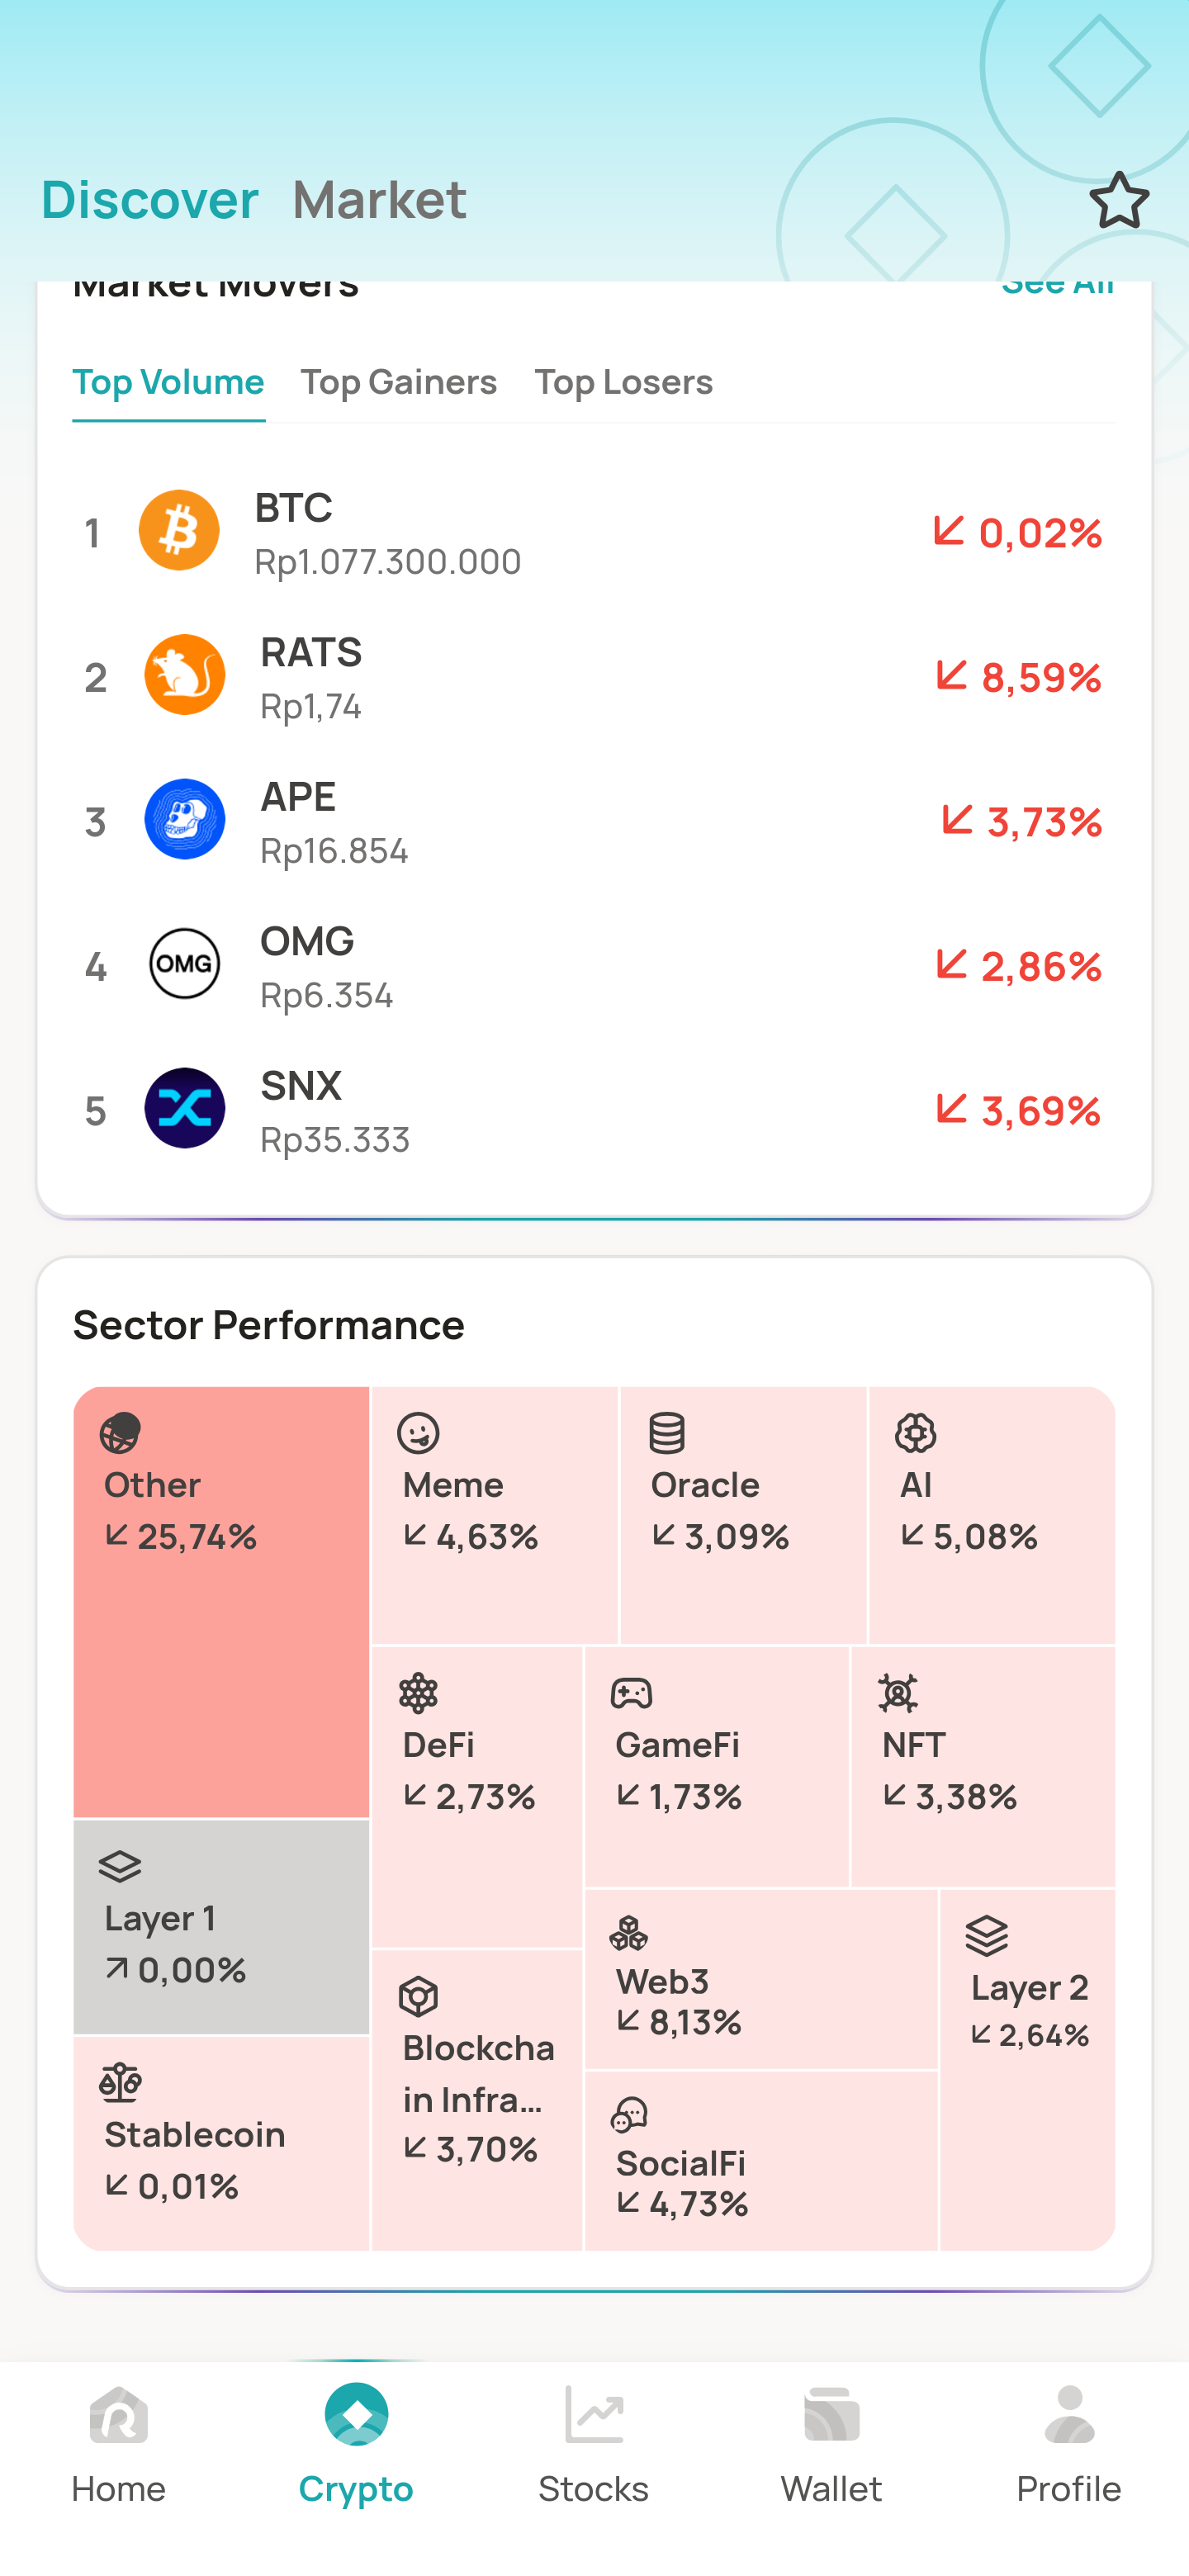 Discover Market
Market Movers See All
Top Volume Top Gainers Top Losers
1 BTC 0,02%
Rp1.077.300.000
2 RATS 8,59%
Rp1,74
3 APE 3,73%
Rp16.854
4 OMG OMG 2,86%
Rp6.354
5 SNX 3,69%
Rp35.333
Sector Performance
Other
25,74%
Meme
4,63%
Oracle
3,09%
AI
5,08%
DeFi
2,73%
GameFi
1,73%
NFT
3,38%
Layer 1
0,00%
Stablecoin
0,01%
Blockcha
in Infra...
3,70%
Web3
8,13%
Layer 2
2,64%
SocialFi
4,73%
Home Crypto Stocks Wallet Profile